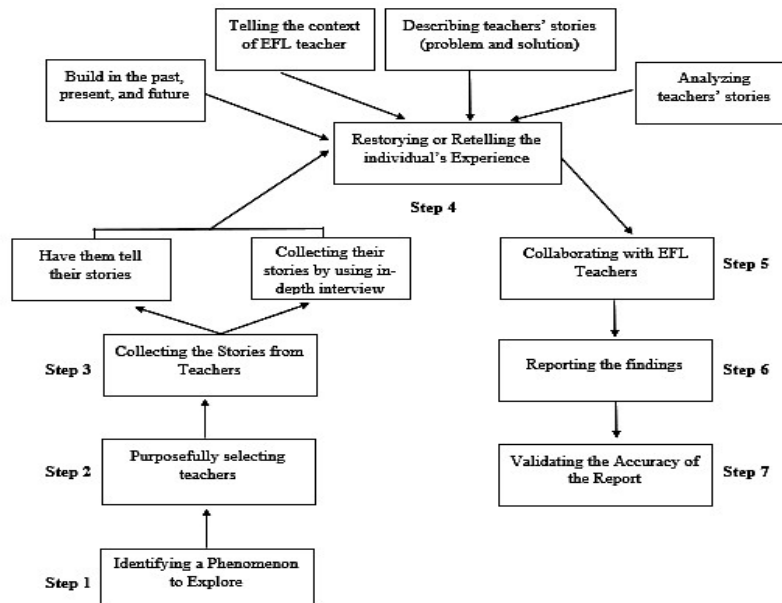 Telling the context
of EFL teacher
Describing teachers’ stories
(problem and solution)
Build in the past,
present, and future
Analyzing
teachers’ stories
Restorying or Retelling the
individual’s Experience
Step 4
Have them tell
their stories
Collecting their
stories by using in-
depth interview
Collaborating with EFL
Teachers
Step 5
Step 3
Collecting the Stories from
Teachers
Reporting the findings
Step 6
Step 2
Purposefully selecting
teachers
Validating the Accuracy of
the Report
Step 7
Step 1
Identifying a Phenomenon
to Explore